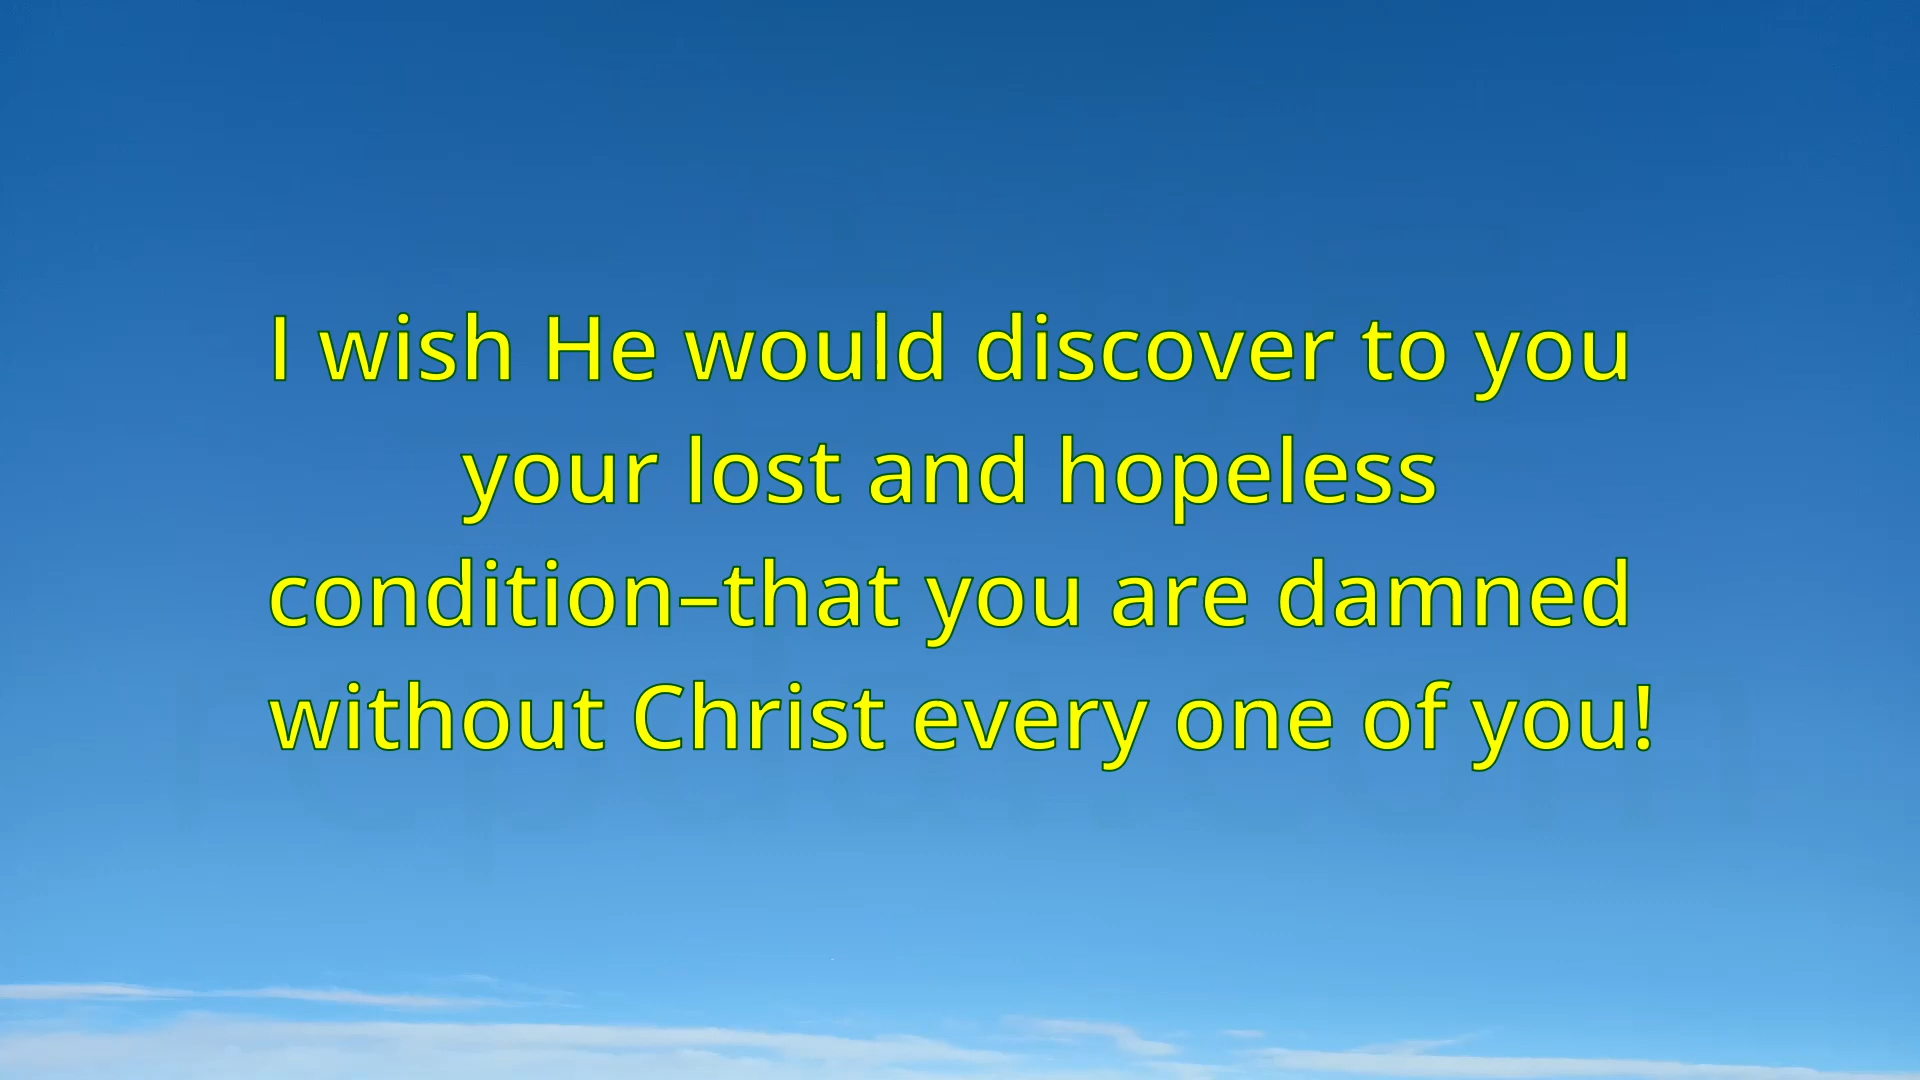 I wish He would discover to you
your lost and hopeless
condition–that you are damned
without Christ every one of you!